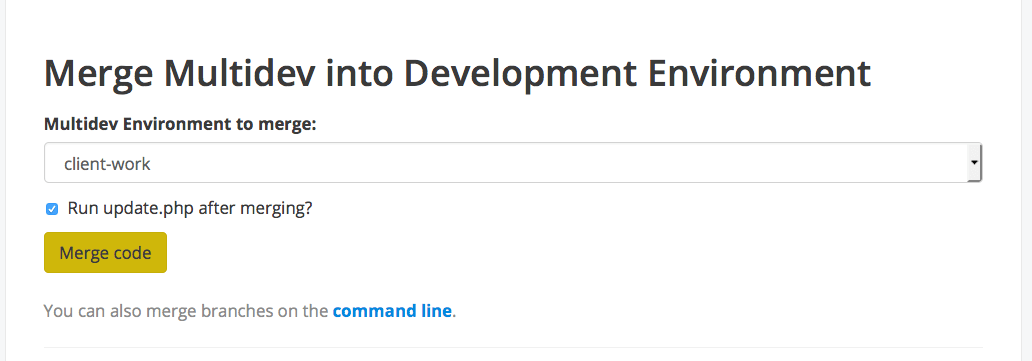 Merge Multidev into Development Environment
Multidev Environment to merge:
client-work
Run update.php after merging?
Merge code
You can also merge branches on the command line.